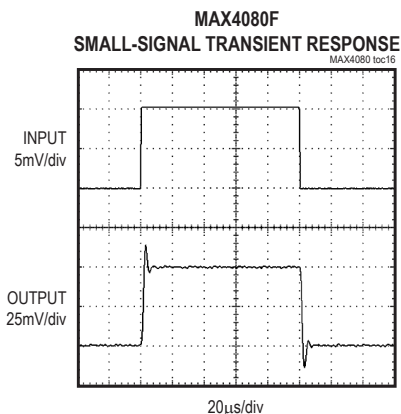 MAX4080F
SMALL-SIGNAL TRANSIENT RESPONSE
MAX4080 toc16
INPUT
5mV/div
OUTPUT
25mV/div
20μs/div